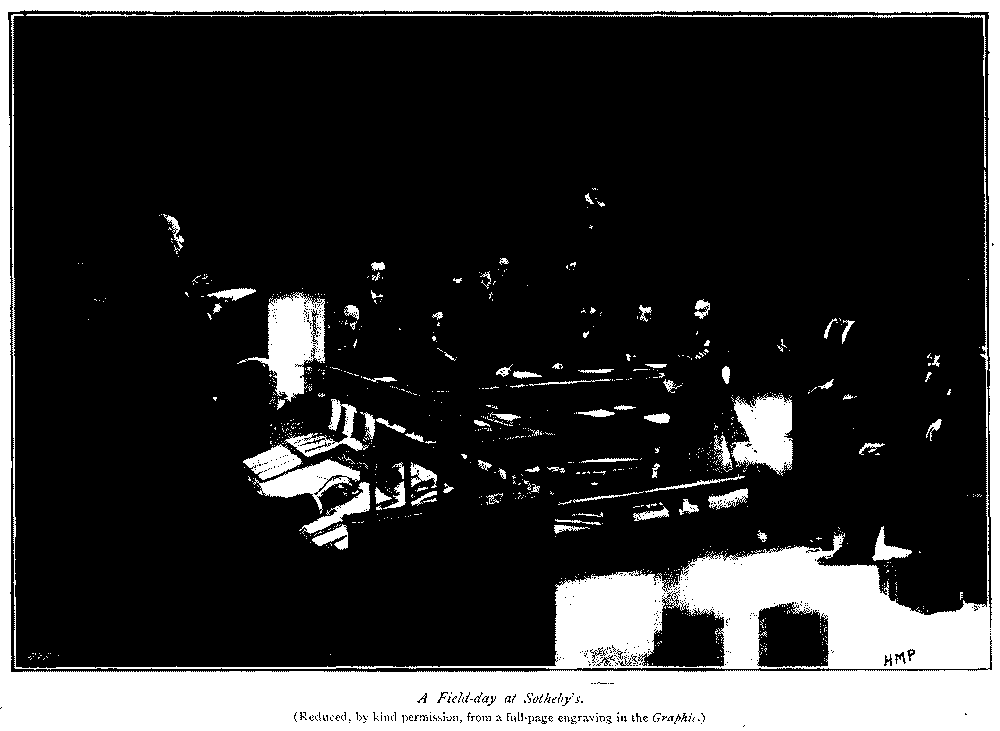 HMP
A Field-day at Sotheby's.
(Reduced, by kind permission, from a full-page engraving in the Graphic.)